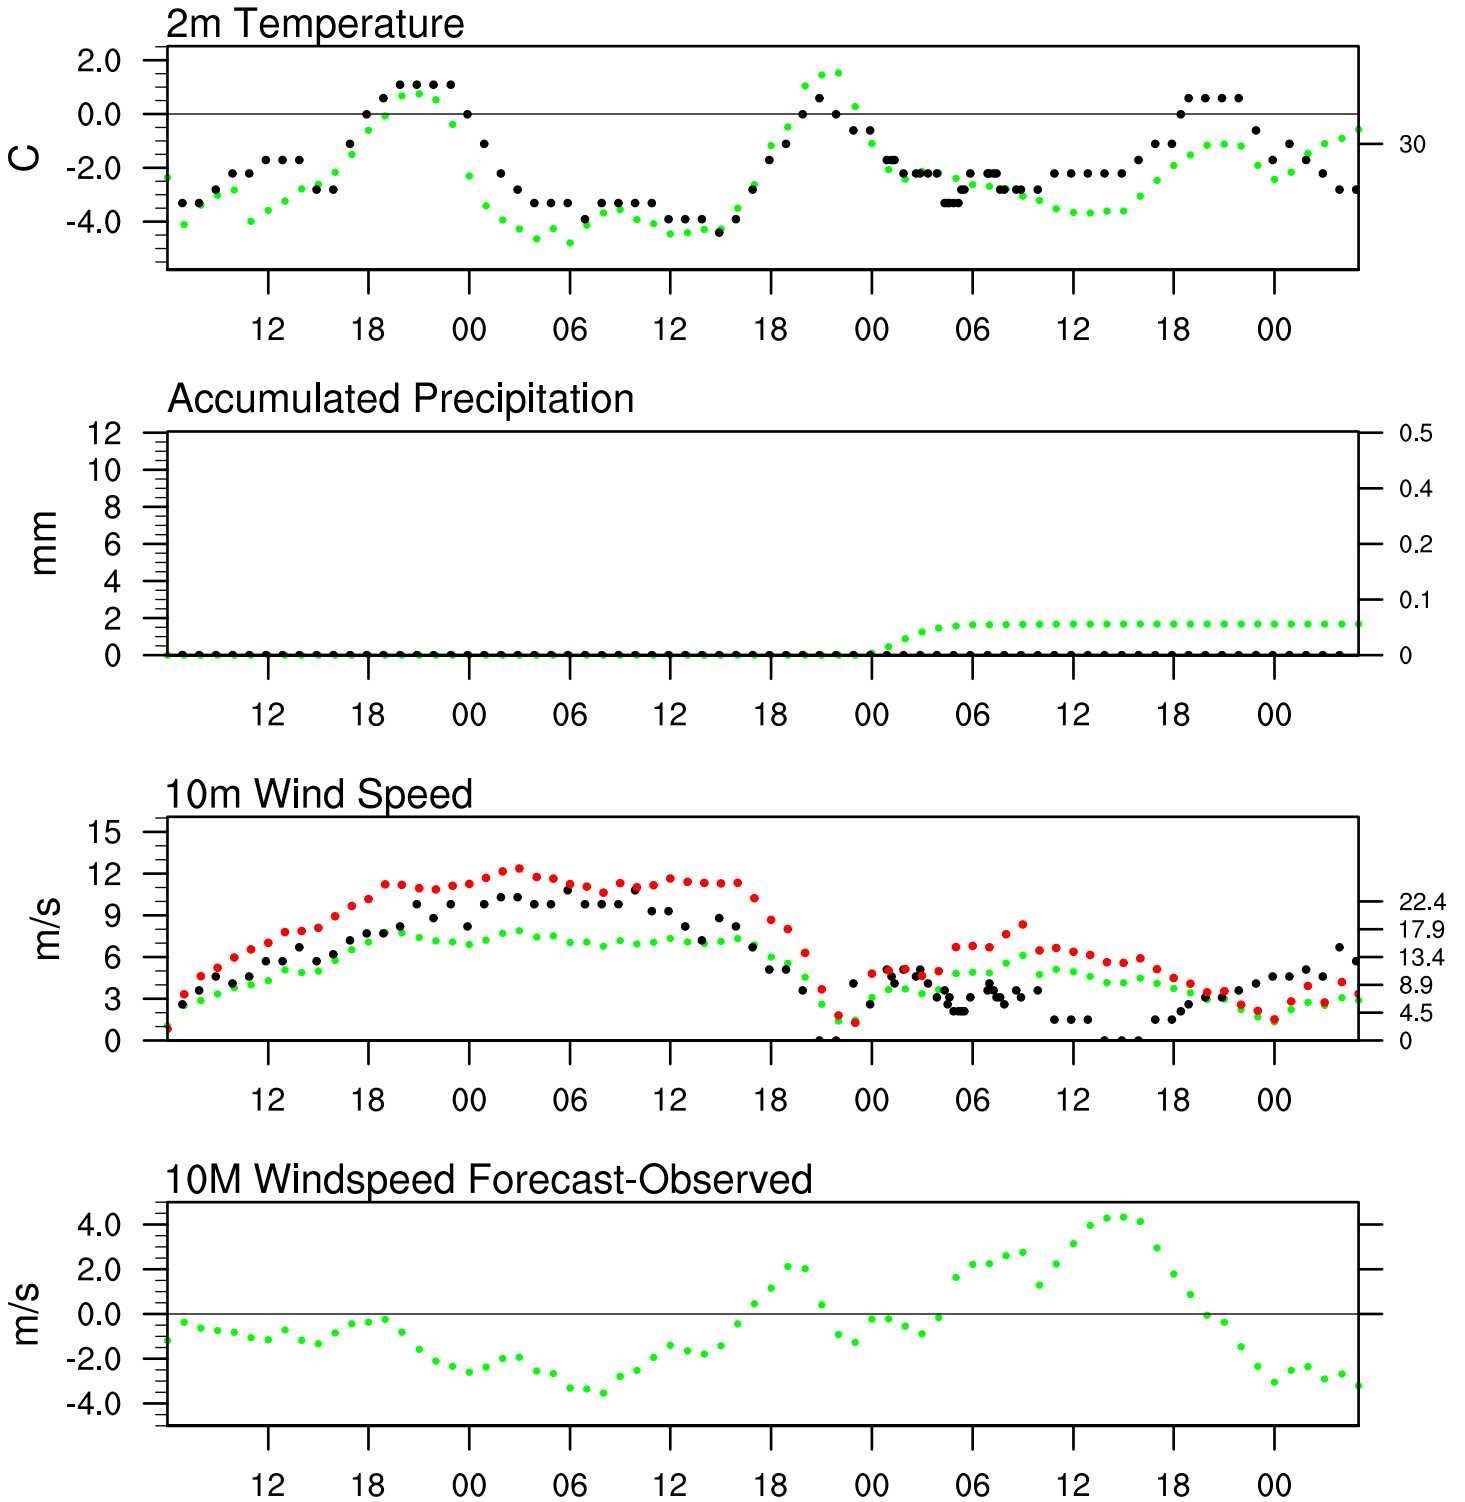 2m Temperature
2.0
0.0
-2.0
-4.0
C
30
12 18 00 06 12 18 00 06 12 18 00
Accumulated Precipitation
12
10
8
6
4
2
0
mm
0.5
0.4
0.2
0.1
0
12 18 00 06 12 18 00 06 12 18 00
10m Wind Speed
15
12
9
6
3
0
m/s
22.4
17.9
13.4
8.9
4.5
0
12 18 00 06 12 18 00 06 12 18 00
10M Windspeed Forecast-Observed
4.0
2.0
0.0
-2.0
-4.0
m/s
12 18 00 06 12 18 00 06 12 18 00